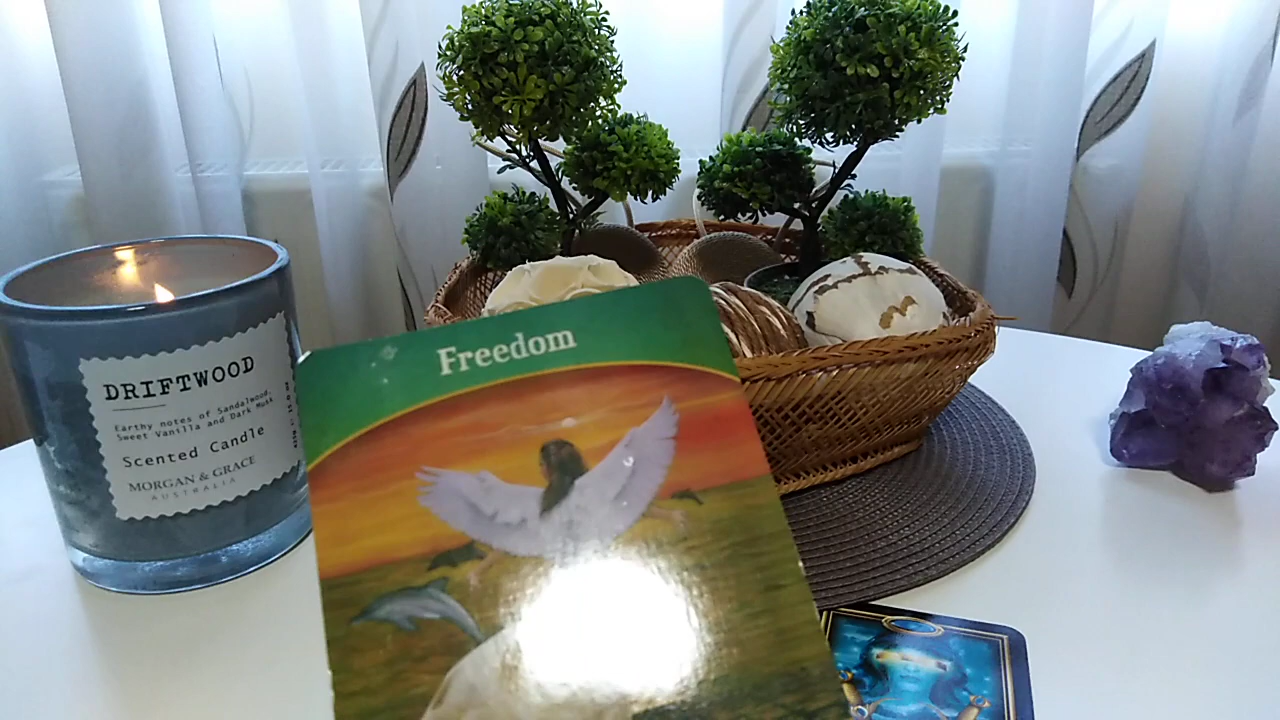 DRIFTWOOD
Earthy notes of Sandalwood,
Sweet Vanilla and Dark Musk
Scented Candle
MORGAN & GRACE
AUSTRALIA
Freedom